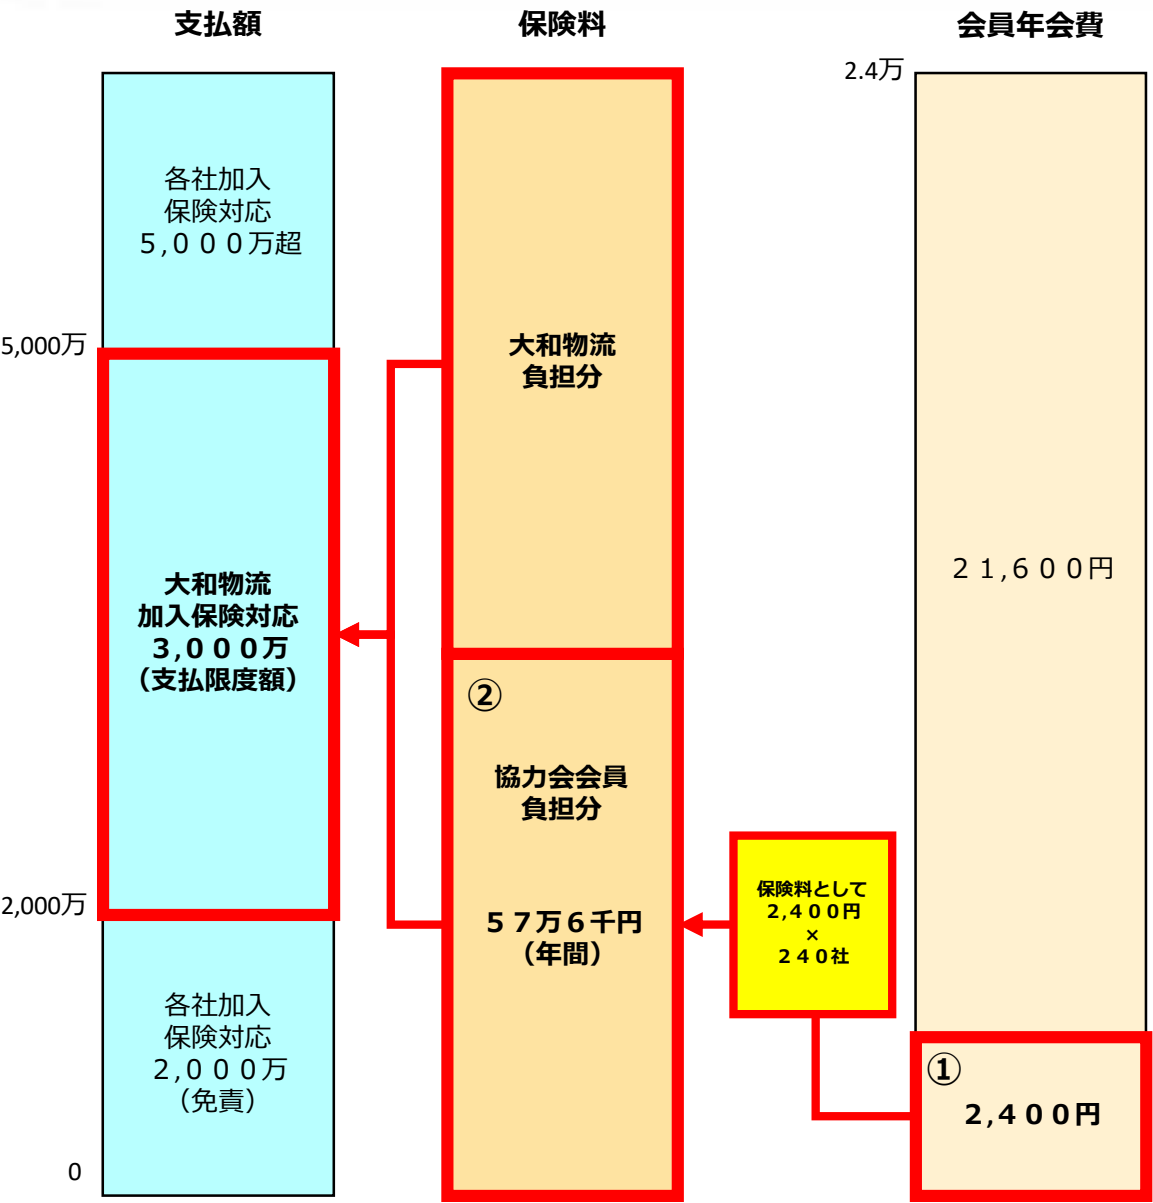 支払額
保険料
会員年会費
2.4万
各社加入
保険対応
５,０００万超
5,000万
大和物流
負担分
大和物流
加入保険対応
３,０００万
（支払限度額）
２１,６００円
②
協力会会員
負担分
５７万６千円
（年間）
保険料として
２,４００円
×
２４０社
2,000万
各社加入
保険対応
２,０００万
（免責）
0
①
２,４００円